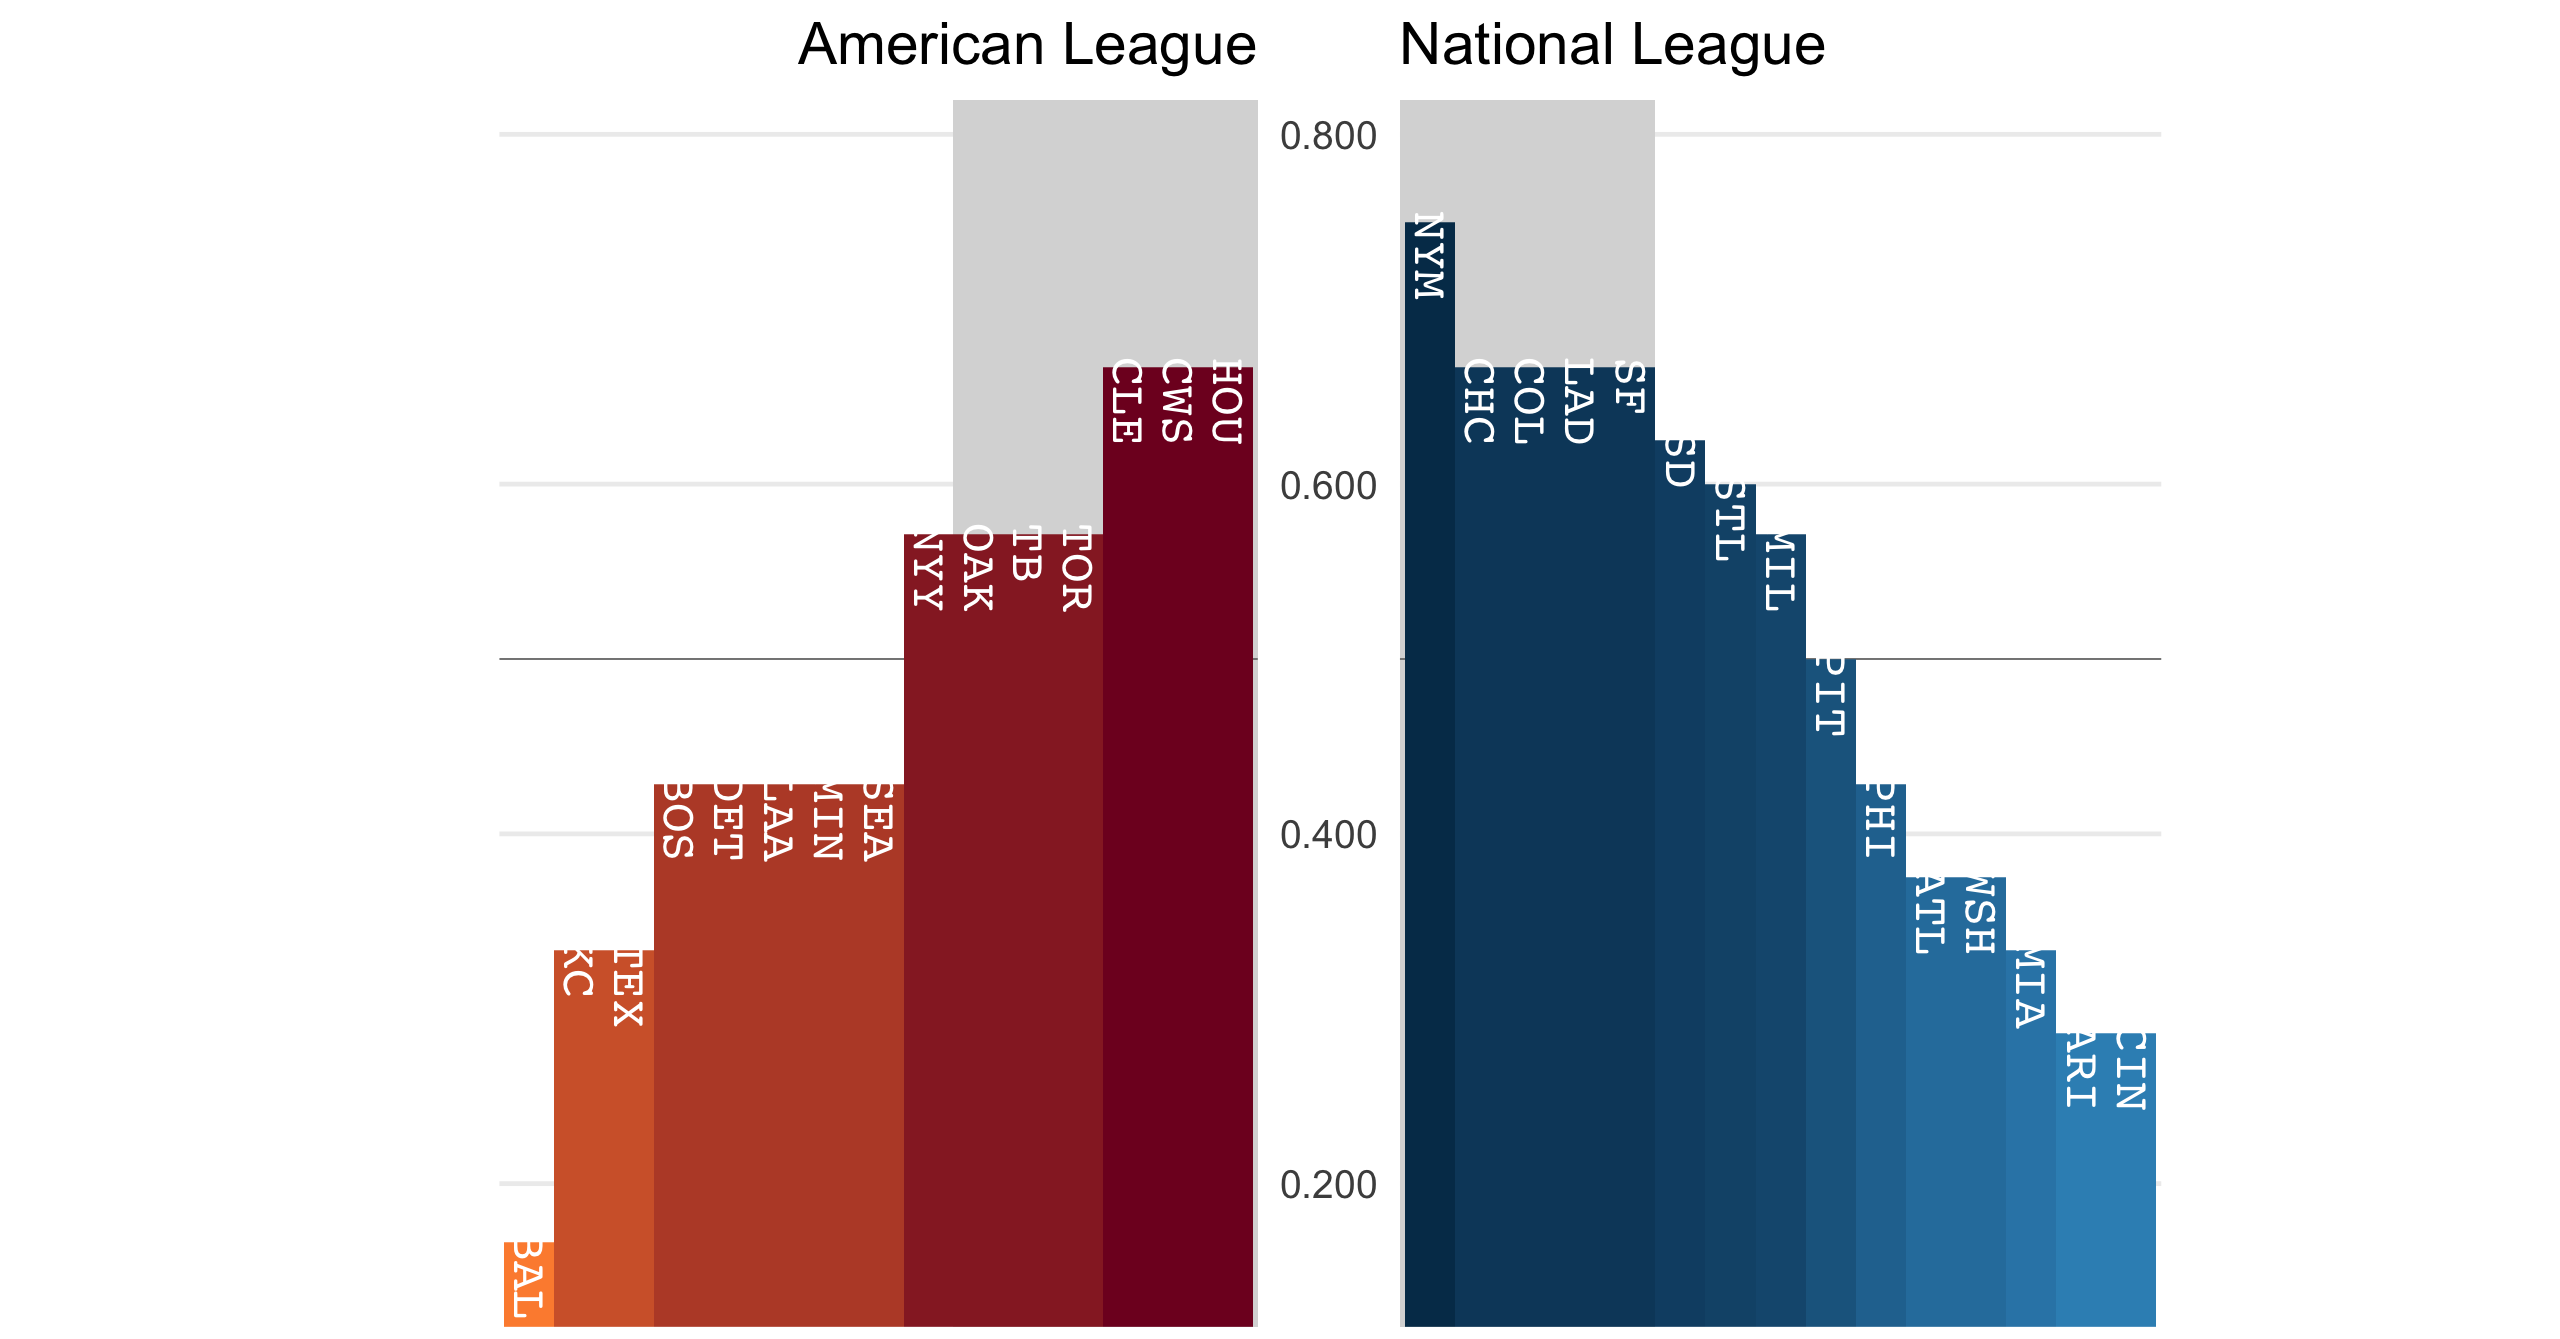 American League
National League
0.800
0.600
0.400
0.200
BAL
KC
TEX
BOS
DET
LAA
MIN
SEA
NYY
OAK
TB
TOR
CLE
CWS
HOU
NYM
CHC
COL
LAD
SF
SD
STL
MIL
PIT
PHI
ATL
WSH
MIA
ARI
CIN